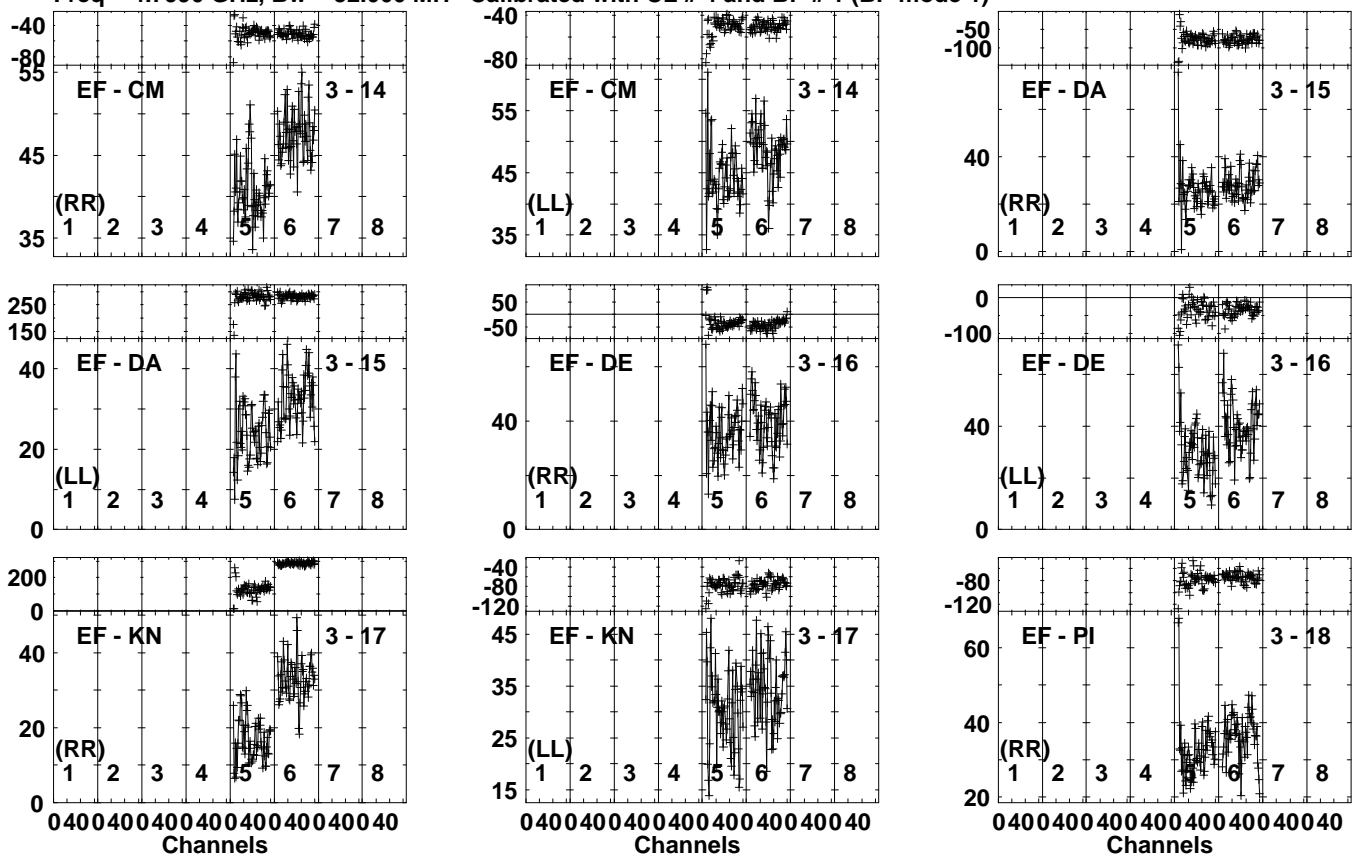 -40 -80 55 45 35 EF - CM 3 - 14 (RR) 1 2 3 4 5 6 7 8
-40 -80 55 45 35 EF - CM 3 - 14 (LL) 1 2 3 4 5 6 7 8
-50 -100 40 0 EF - DA 3 - 15 (RR) 1 2 3 4 5 6 7 8
250 150 40 20 0 EF - DA 3 - 15 (LL) 1 2 3 4 5 6 7 8
50 -50 40 0 EF - DE 3 - 16 (RR) 1 2 3 4 5 6 7 8
0 -100 40 0 EF - DE 3 - 16 (LL) 1 2 3 4 5 6 7 8
200 0 40 20 0 EF - KN 3 - 17 (RR) 1 2 3 4 5 6 7 8
-40 -80 -120 45 35 25 15 EF - KN 3 - 17 (LL) 1 2 3 4 5 6 7 8
-80 -120 60 40 20 EF - PI 3 - 18 (RR) 1 2 3 4 5 6 7 8
0 40 0 40 0 40 0 40 0 40 0 40 0 40 0 40
Channels
0 40 0 40 0 40 0 40 0 40 0 40 0 40 0 40
Channels
0 40 0 40 0 40 0 40 0 40 0 40 0 40 0 40
Channels